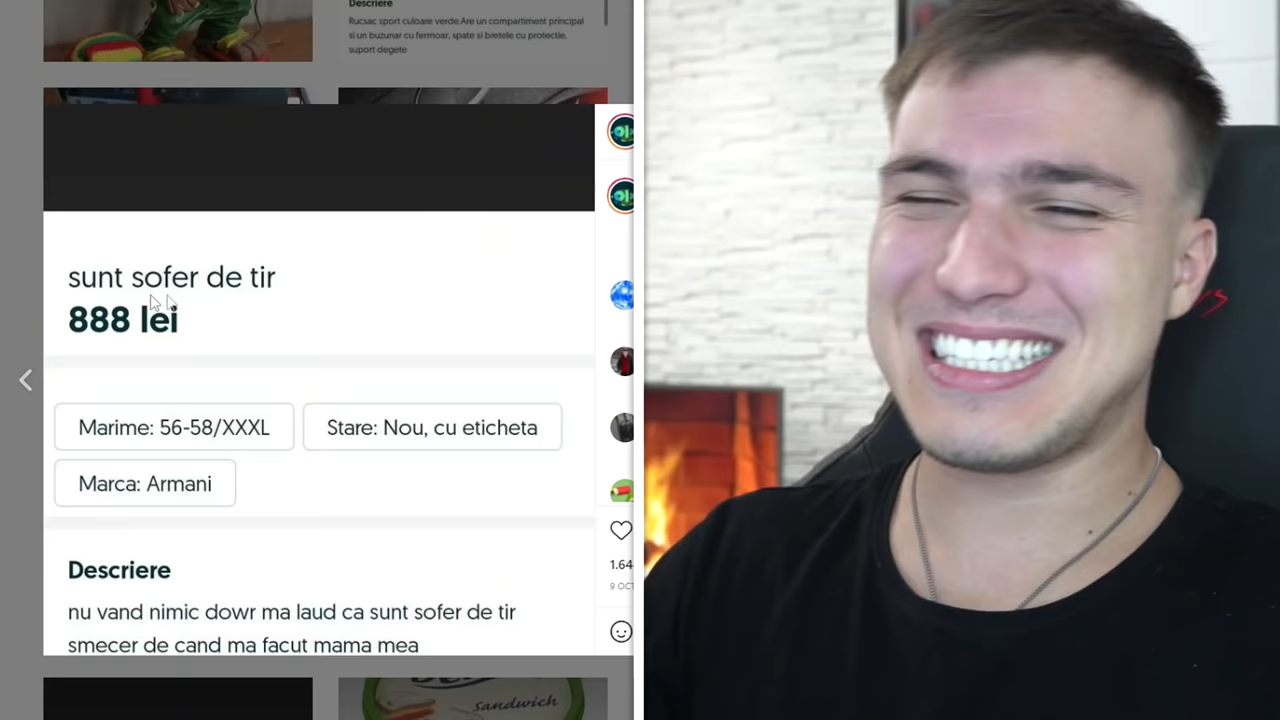 Descriere
Rucsac sport culoare verde.Are un compartiment principal
si un buzunar cu fermoar, spate si bretele cu protectie,
suport degete
sunt sofer de tir
888 lei
Marime: 56-58/XXXL
Stare: Nou, cu eticheta
Marca: Armani
Descriere
nu vand nimic dowr ma laud ca sunt sofer de tir
smecer de cand ma facut mama mea
1.64
9 OCT
sandwich